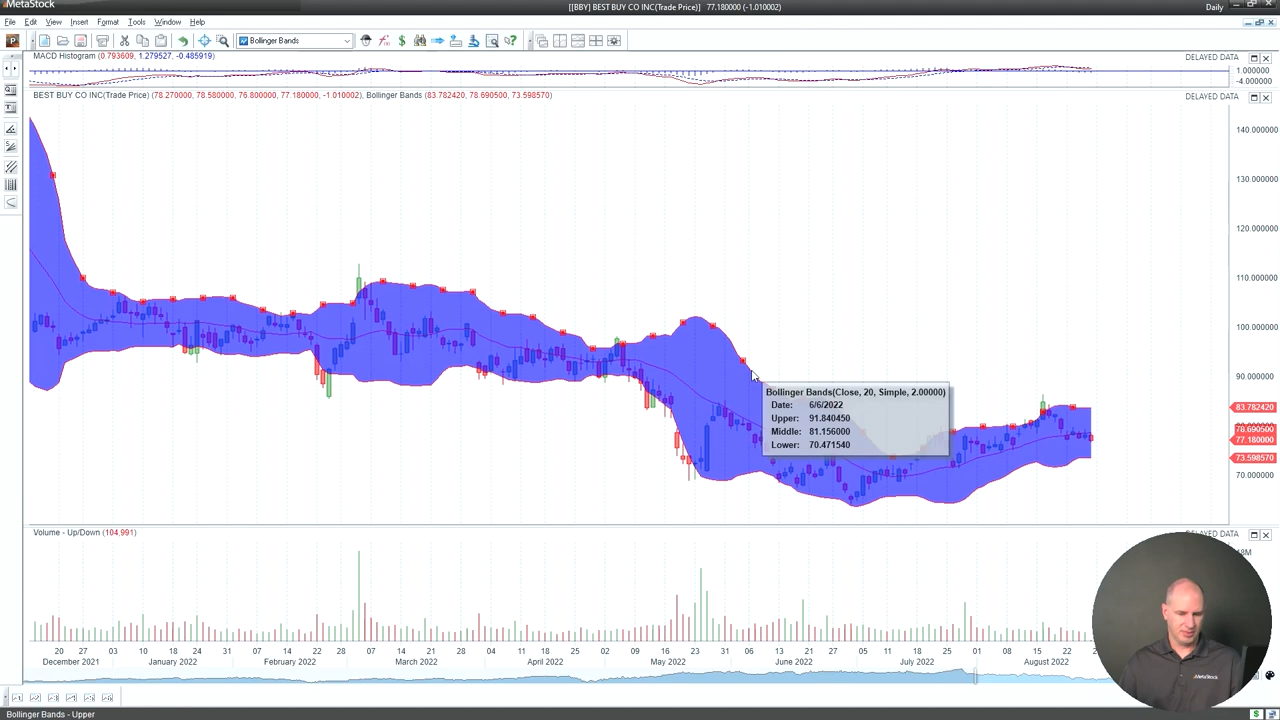 MetaStock
[[BBY] BEST BUY CO INC(Trade Price)] 77.180000 (-1.010002)
Daily
File Edit View Insert Format Tools Window Help
Bollinger Bands
MACD Histogram (0.793609, 1.279527, -0.485919)
DELAYED DATA
1.000000
-4.000000
BEST BUY CO INC(Trade Price) (78.270000, 78.580000, 76.800000, 77.180000, -1.010002), Bollinger Bands (83.782420, 78.690500, 73.598570)
DELAYED DATA
140.000000
130.000000
120.000000
110.000000
100.000000
90.000000
Bollinger Bands(Close, 20, Simple, 2.00000)
Date: 6/6/2022
Upper: 91.840450
Middle: 81.156000
Lower: 70.471540
83.782420
78.690500
77.180000
73.598570
70.000000
Volume - Up/Down (104.991)
DELAYED DATA
20 27 03 10 18 24 07 14 22 28 07 14 21 28 04 11 18 25 02 09 16 23 31 06 13 21 27 05 11 18 25 01 08 15 22
December 2021 January 2022 February 2022 March 2022 April 2022 May 2022 June 2022 July 2022 August 2022
MetaStock
Bollinger Bands - Upper